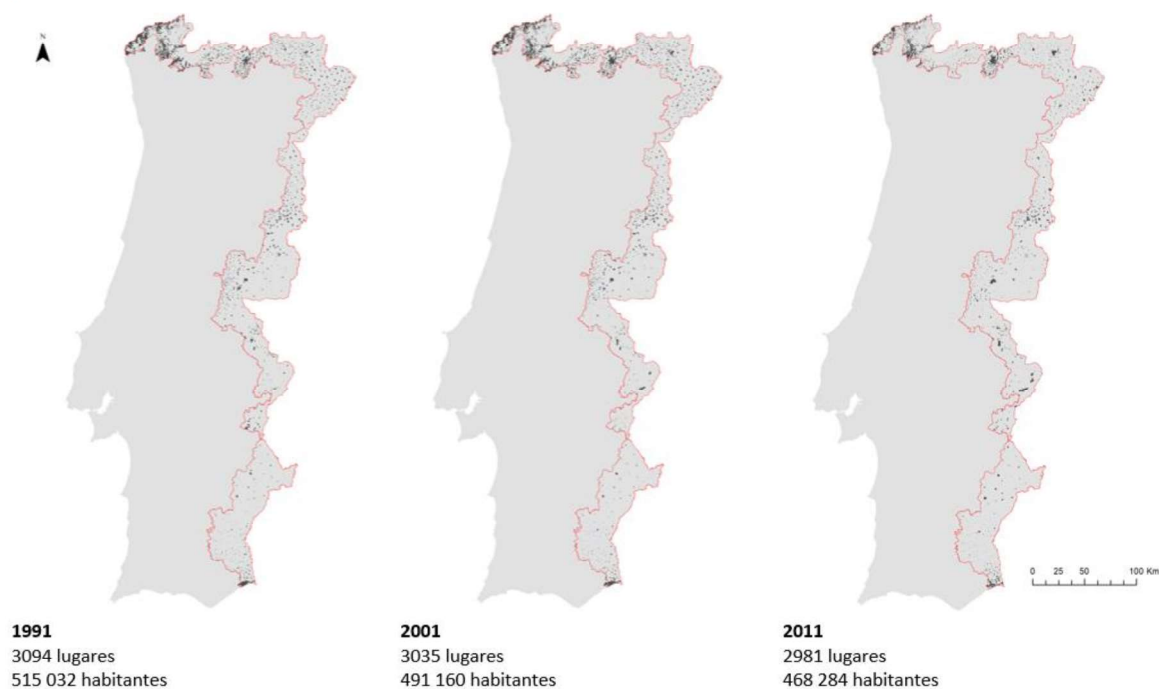 N
0 25 50 100 Km
1991
3094 lugares
515 032 habitantes
2001
3035 lugares
491 160 habitantes
2011
2981 lugares
468 284 habitantes